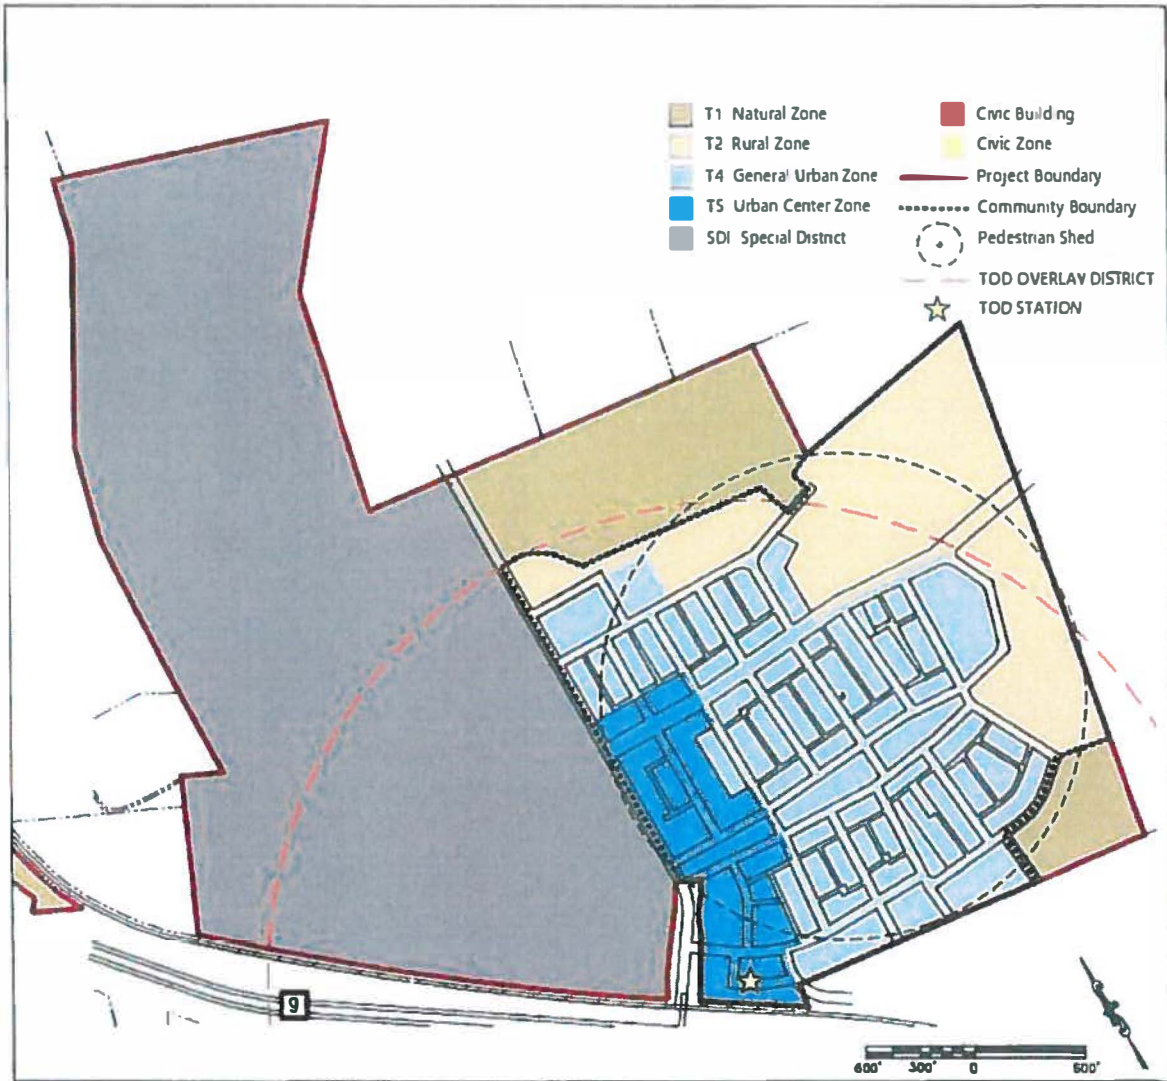 T1 Natural Zone
T2 Rural Zone
T4 General Urban Zone
T5 Urban Center Zone
SDI Special District
Civic Building
Civic Zone
Project Boundary
Community Boundary
Pedestrian Shed
TOD OVERLAY DISTRICT
TOD STATION
9
600' 300' 0 600'